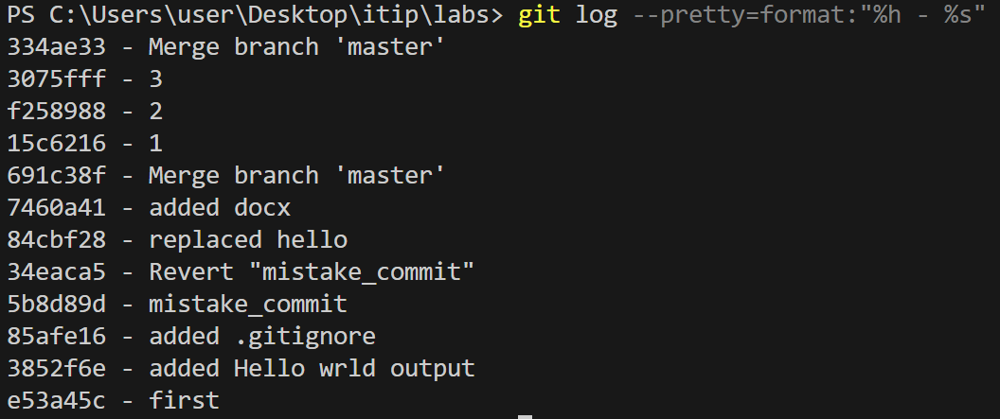 PS C:\Users\user\Desktop\itip\labs> git log --pretty=format:"%h - %s"
334ae33 - Merge branch 'master'
3075fff - 3
f258988 - 2
15c6216 - 1
691c38f - Merge branch 'master'
7460a41 - added docx
84cbf28 - replaced hello
34eaca5 - Revert "mistake_commit"
5b8d89d - mistake_commit
85afe16 - added .gitignore
3852f6e - added Hello wrld output
e53a45c - first